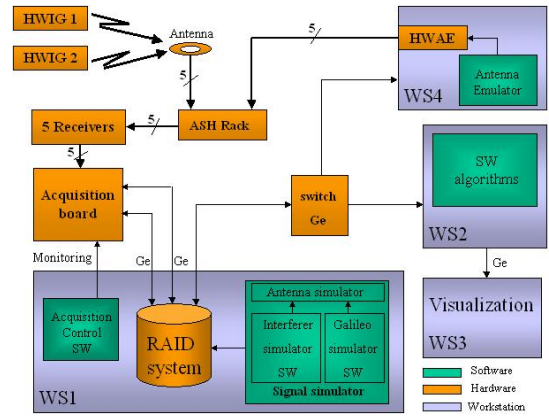 HWIG 1
HWIG 2
Antenna
5
5
HWAE
Antenna
Emulator
WS4
5 Receivers
5
ASH Rack
5
Acquisition
board
switch
Ge
SW
algorithms
WS2
Monitoring
Ge
Ge
Ge
Acquisition
Control
SW
RAID
system
WS1
Antenna simulator
Interferer
simulator
SW
Galileo
simulator
SW
Signal simulator
Visualization
WS3
Software
Hardware
Workstation